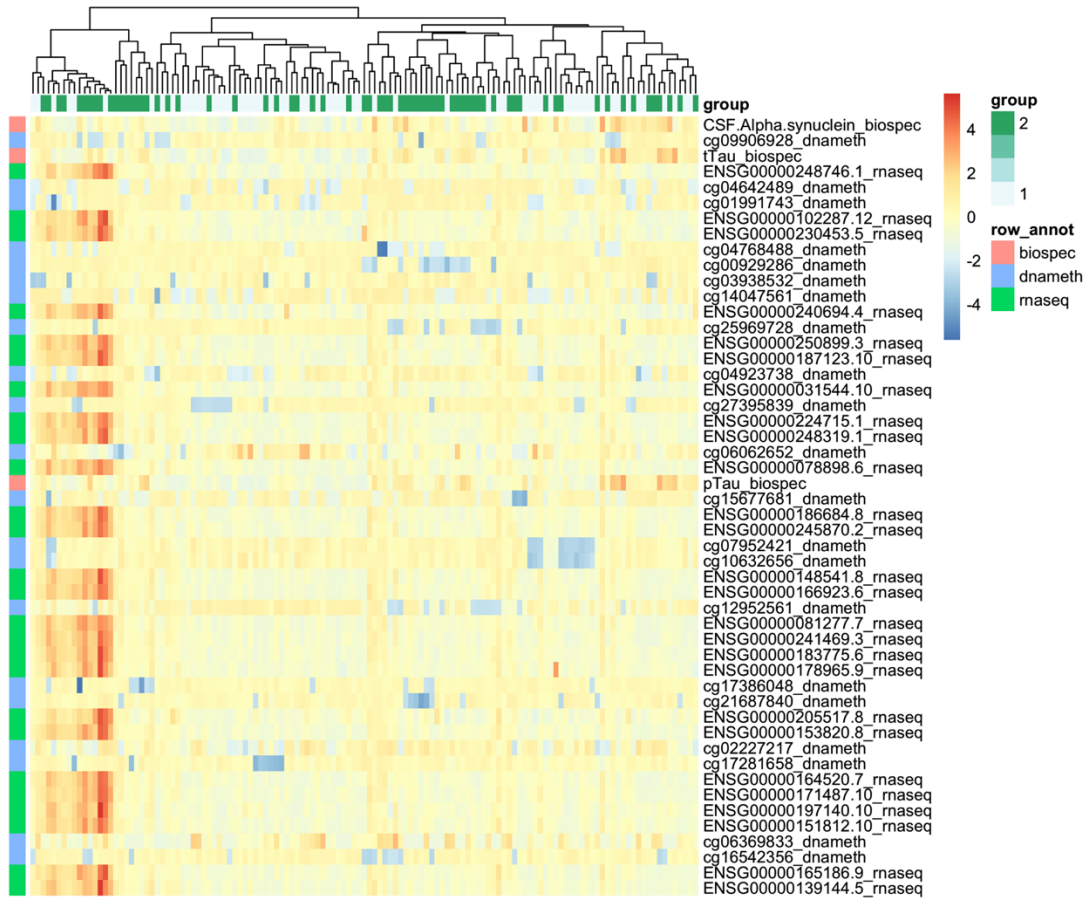 group
CSF.Alpha.synuclein_biospec
cg09906928_dnameth
tTau_biospec
ENSG00000248746.1_rnaseq
cg04642489_dnameth
cg01991743_dnameth
ENSG00000102287.12_rnaseq
ENSG00000230453.5_rnaseq
cg04768488_dnameth
cg00929286_dnameth
cg03938532_dnameth
cg14047561_dnameth
ENSG00000240694.4_rnaseq
cg25969728_dnameth
ENSG00000250899.3_rnaseq
ENSG00000187123.10_rnaseq
cg04923738_dnameth
ENSG00000031544.10_rnaseq
cg27395839_dnameth
ENSG00000224715.1_rnaseq
ENSG00000248319.1_rnaseq
cg06062652_dnameth
ENSG00000078898.6_rnaseq
pTau_biospec
cg15677681_dnameth
ENSG00000186684.8_rnaseq
ENSG00000245870.2_rnaseq
cg07952421_dnameth
cg10632656_dnameth
ENSG00000148541.8_rnaseq
ENSG00000166923.6_rnaseq
cg12952561_dnameth
ENSG00000081277.7_rnaseq
ENSG00000241469.3_rnaseq
ENSG00000183775.6_rnaseq
ENSG00000178965.9_rnaseq
cg17386048_dnameth
cg21687840_dnameth
ENSG00000205517.8_rnaseq
ENSG00000153820.8_rnaseq
cg02227217_dnameth
cg17281658_dnameth
ENSG00000164520.7_rnaseq
ENSG00000171487.10_rnaseq
ENSG00000197140.10_rnaseq
ENSG00000151812.10_rnaseq
cg06369833_dnameth
cg16542356_dnameth
ENSG00000165186.9_rnaseq
ENSG00000139144.5_rnaseq
4
2
0
-2
-4
group
2
1
row_annot
biospec
dnameth
rnaseq